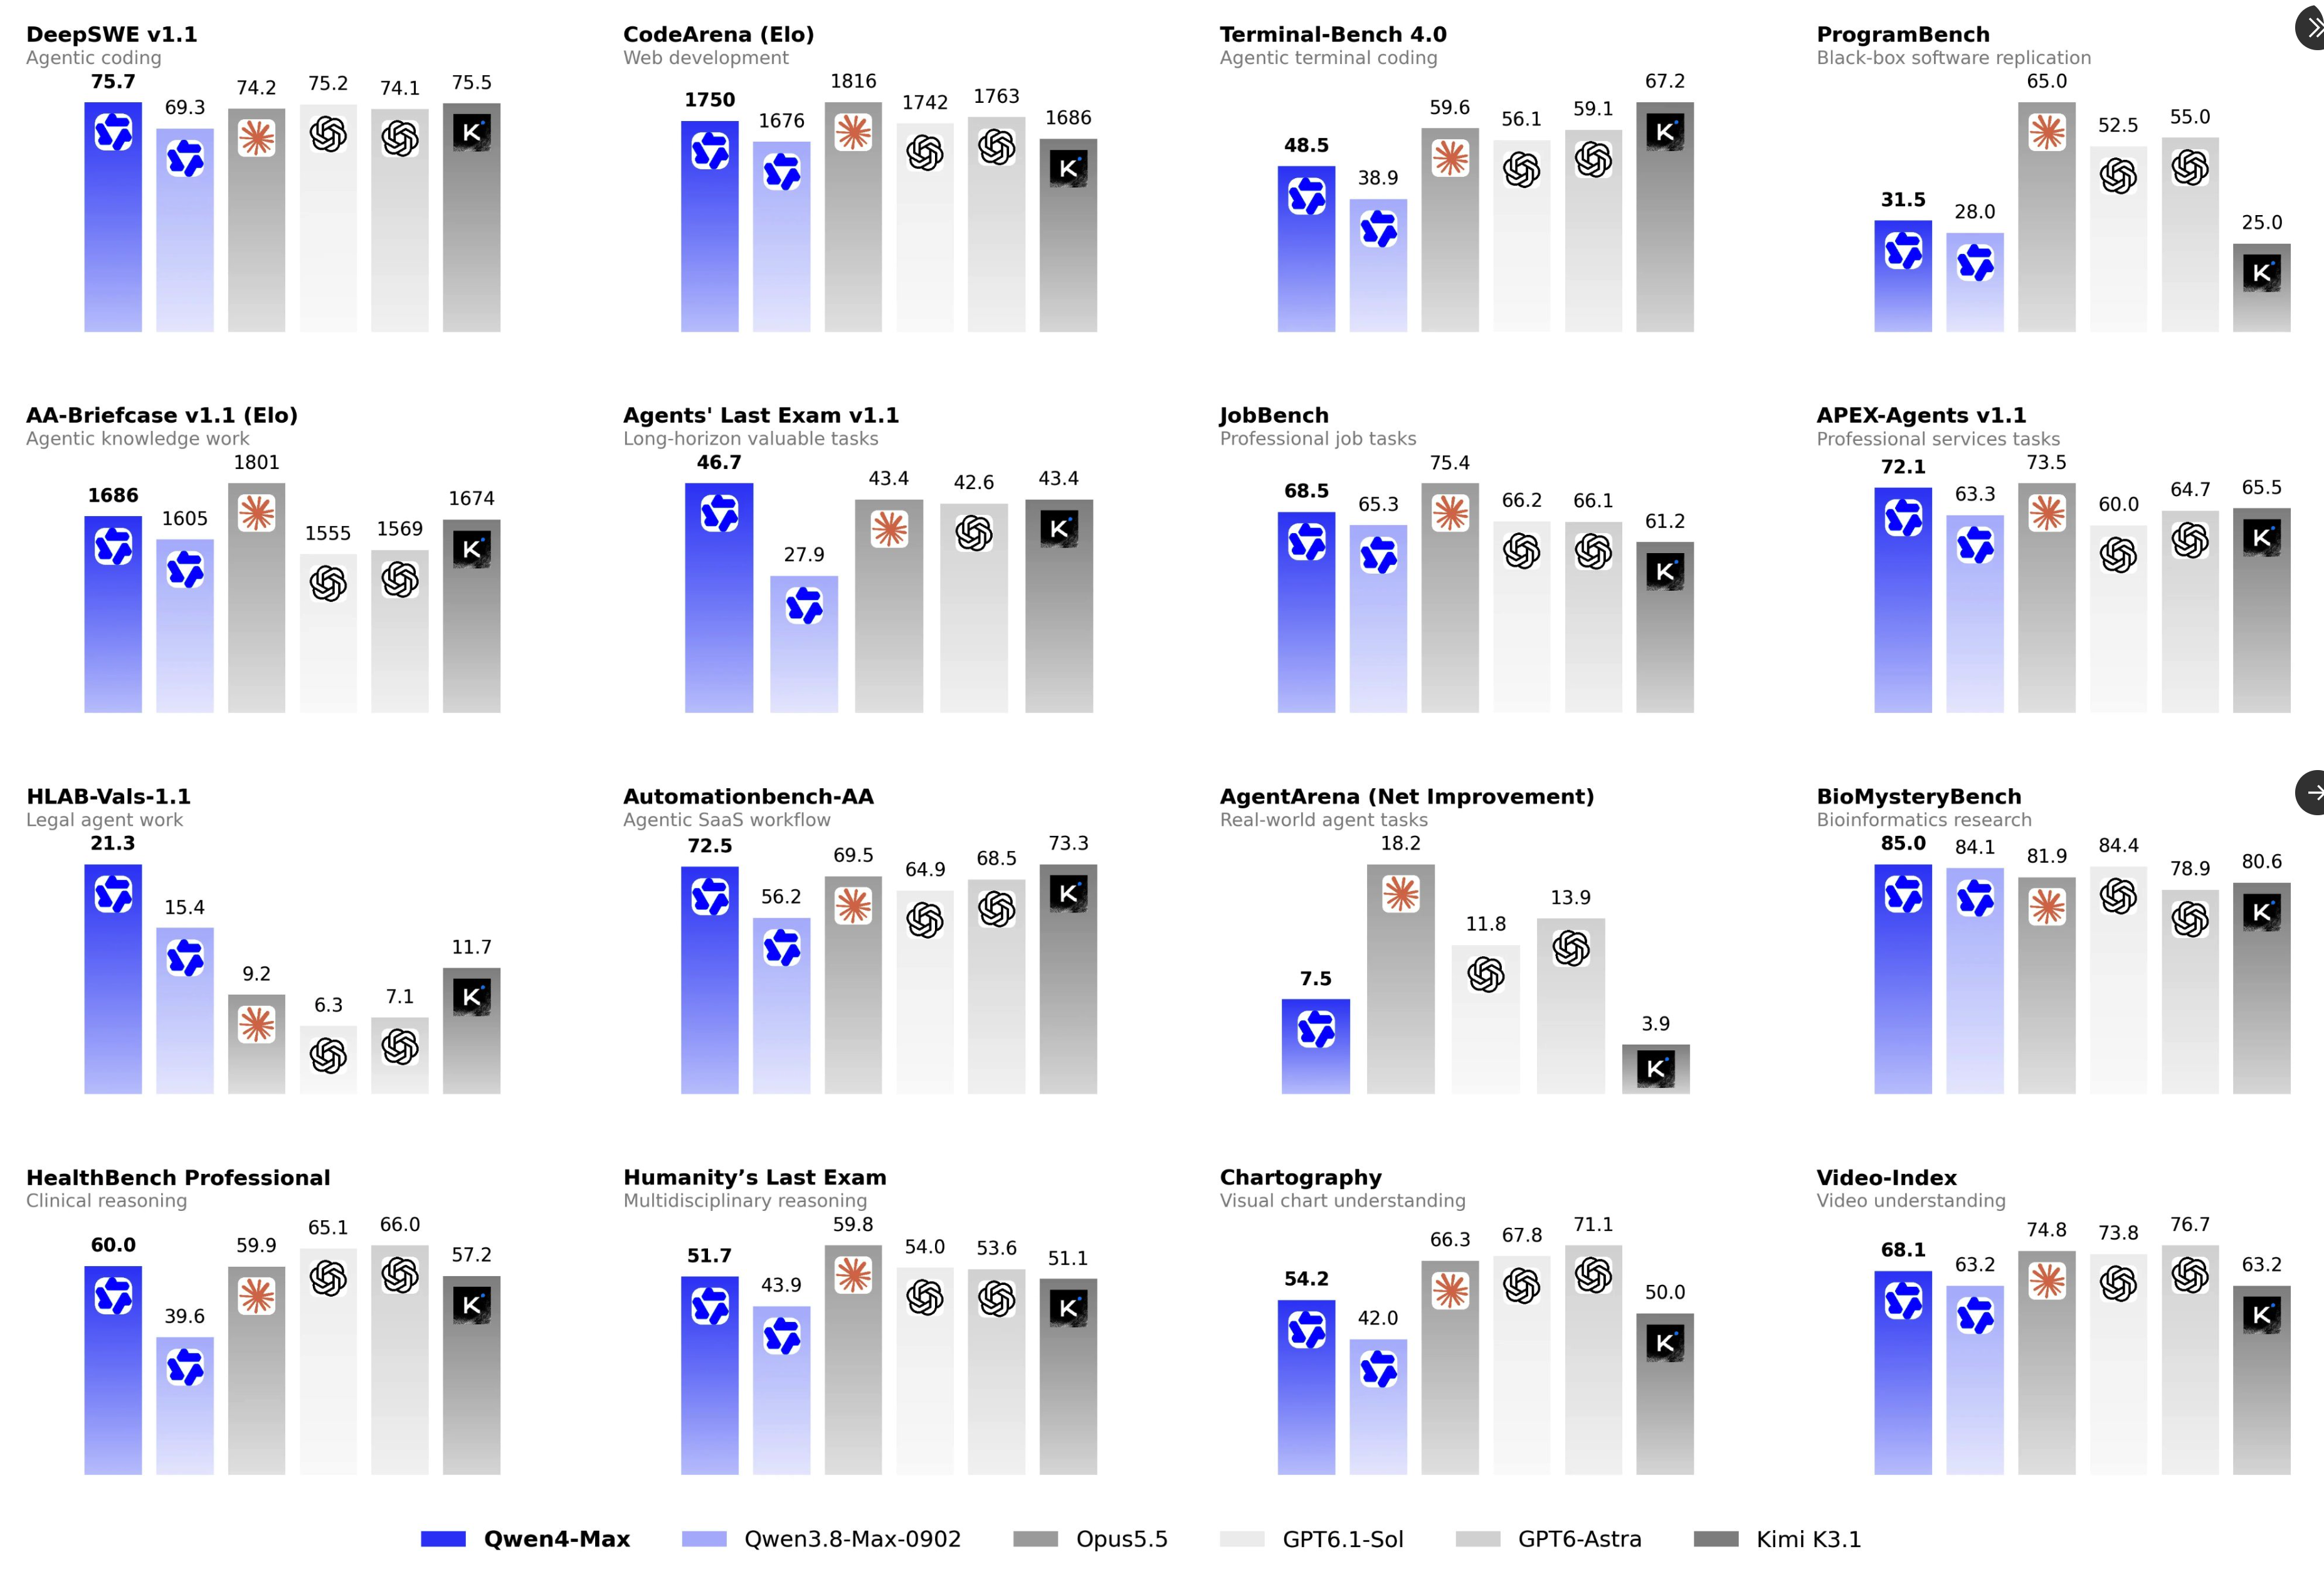 DeepSWE v1.1
Agentic coding
75.7
69.3
74.2
75.2
74.1
75.5
CodeArena (Elo)
Web development
1750
1676
1816
1742
1763
1686
Terminal-Bench 4.0
Agentic terminal coding
48.5
38.9
59.6
56.1
59.1
67.2
ProgramBench
Black-box software replication
31.5
28.0
65.0
52.5
55.0
25.0
AA-Briefcase v1.1 (Elo)
Agentic knowledge work
1686
1605
1801
1555
1569
1674
Agents' Last Exam v1.1
Long-horizon valuable tasks
46.7
27.9
43.4
42.6
43.4
JobBench
Professional job tasks
68.5
65.3
75.4
66.2
66.1
61.2
APEX-Agents v1.1
Professional services tasks
72.1
63.3
73.5
60.0
64.7
65.5
HLAB-Vals-1.1
Legal agent work
21.3
15.4
9.2
6.3
7.1
11.7
Automationbench-AA
Agentic SaaS workflow
72.5
56.2
69.5
64.9
68.5
73.3
AgentArena (Net Improvement)
Real-world agent tasks
7.5
18.2
11.8
13.9
3.9
BioMysteryBench
Bioinformatics research
85.0
84.1
81.9
84.4
78.9
80.6
HealthBench Professional
Clinical reasoning
60.0
39.6
59.9
65.1
66.0
57.2
Humanity’s Last Exam
Multidisciplinary reasoning
51.7
43.9
59.8
54.0
53.6
51.1
Chartography
Visual chart understanding
54.2
42.0
66.3
67.8
71.1
50.0
Video-Index
Video understanding
68.1
63.2
74.8
73.8
76.7
63.2
Qwen4-Max
Qwen3.8-Max-0902
Opus5.5
GPT6.1-Sol
GPT6-Astra
Kimi K3.1